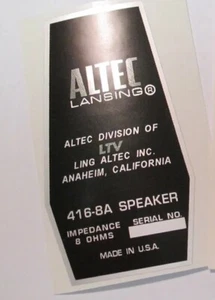 ALTEC
LANSING®
ALTEC DIVISION OF
LTV
LING ALTEC INC.
ANAHEIM, CALIFORNIA
416-8A SPEAKER
IMPEDANCE SERIAL NO.
8 OHMS
MADE IN U.S.A.